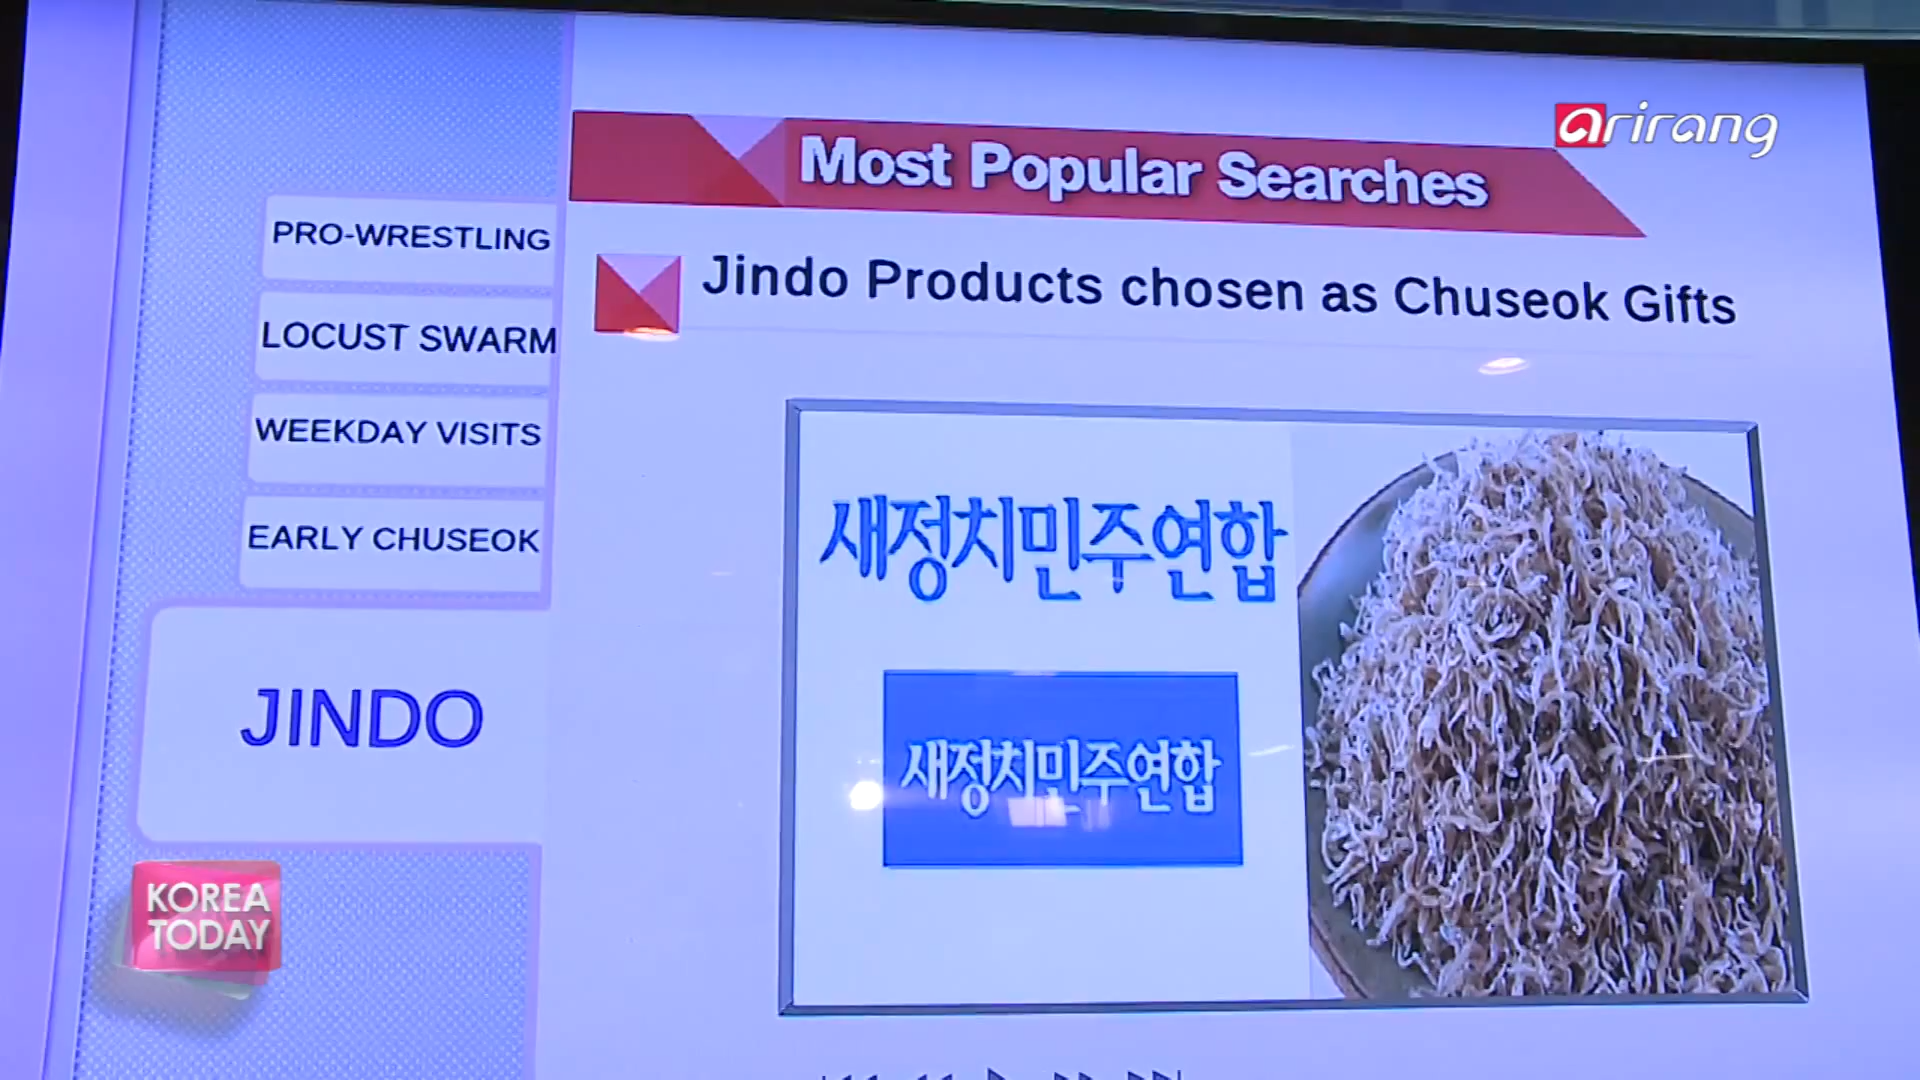 arirang
Most Popular Searches
Jindo Products chosen as Chuseok Gifts
PRO-WRESTLING
LOCUST SWARM
WEEKDAY VISITS
EARLY CHUSEOK
JINDO
새정치민주연합
새정치민주연합
KOREA
TODAY